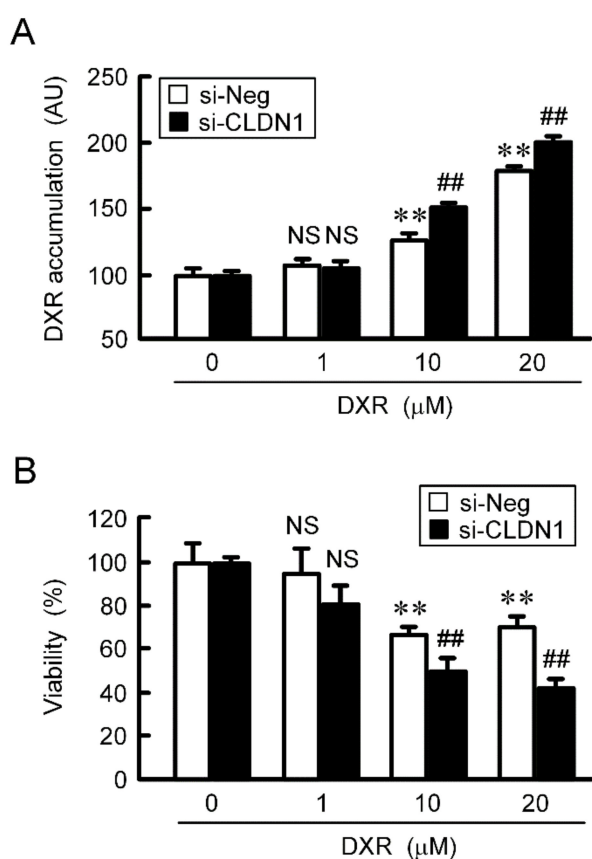 A
DXR accumulation (AU)
250
200
150
100
50
si-Neg
si-CLDN1
NS NS
**
##
**
##
0 1 10 20
DXR (μM)
B
Viability (%)
120
100
80
60
40
20
0
si-Neg
si-CLDN1
NS
NS
**
##
**
##
0 1 10 20
DXR (μM)